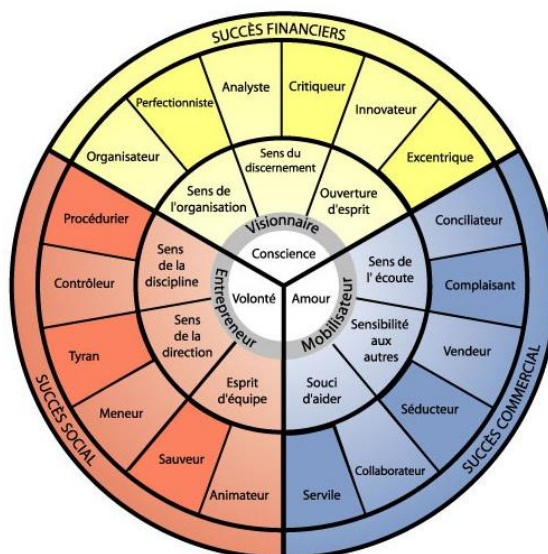 SUCCÈS FINANCIERS
Organisateur
Perfectionniste
Analyste
Critiqueur
Innovateur
Excentrique
Sens de
l'organisation
Sens du
discernement
Ouverture
d'esprit
Visionnaire
Conscience
SUCCÈS COMMERCIAL
Conciliateur
Complaisant
Vendeur
Séducteur
Collaborateur
Servile
Sens de
l' écoute
Sensibilité
aux
autres
Souci
d'aider
Mobilisateur
Amour
SUCCÈS SOCIAL
Procédurier
Contrôleur
Tyran
Meneur
Sauveur
Animateur
Sens
de la
discipline
Sens
de la
direction
Esprit
d'équipe
Entrepreneur
Volonté